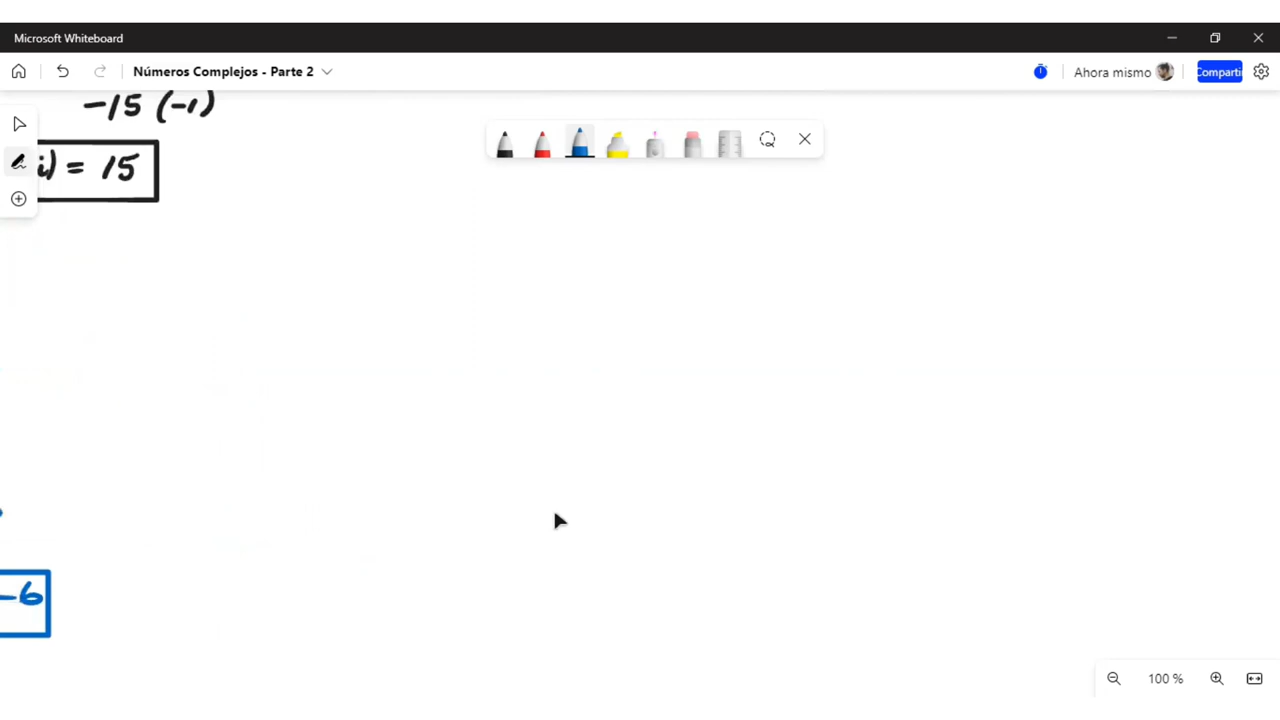 Microsoft Whiteboard
Números Complejos - Parte 2
Ahora mismo
Comparti
-15 (-1)
i) = 15
-6
100 %